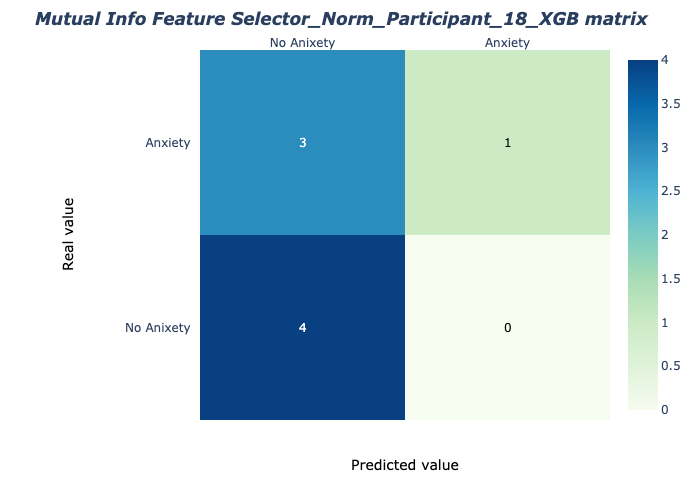 Mutual Info Feature Selector_Norm_Participant_18_XGB matrix
No Anixety Anxiety
4
3.5
3
2.5
2
1.5
1
0.5
0
Anxiety 3 1
Real value
No Anixety 4 0
Predicted value